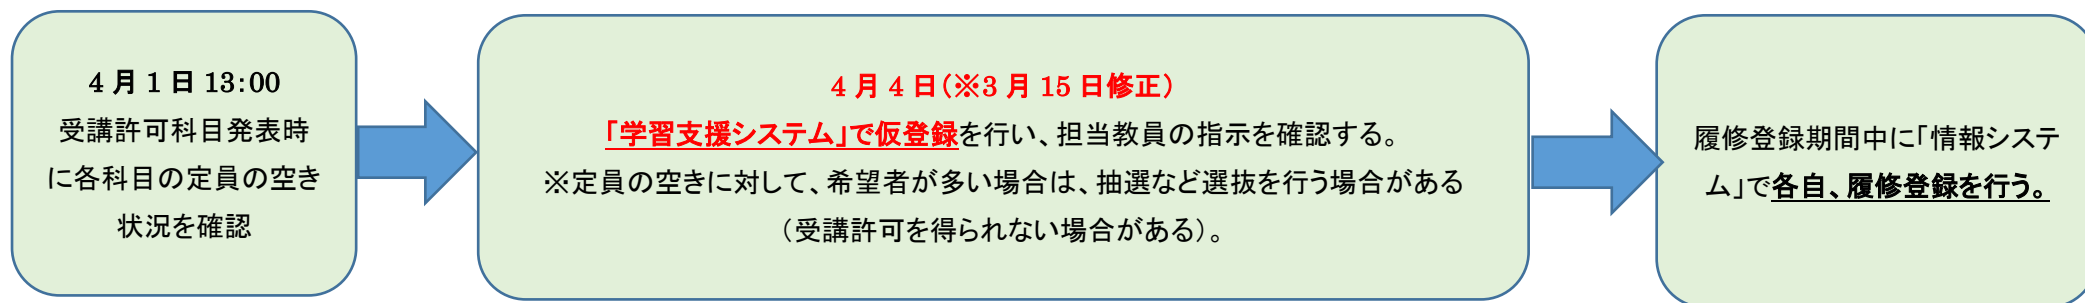 4月1日 13:00
受講許可科目発表時
に各科目の定員の空き
状況を確認
4月4日(※3月15日修正)
「学習支援システム」で仮登録を行い、担当教員の指示を確認する。
※定員の空きに対して、希望者が多い場合は、抽選など選抜を行う場合がある
(受講許可を得られない場合がある)。
履修登録期間中に「情報システ
ム」で各自、履修登録を行う。